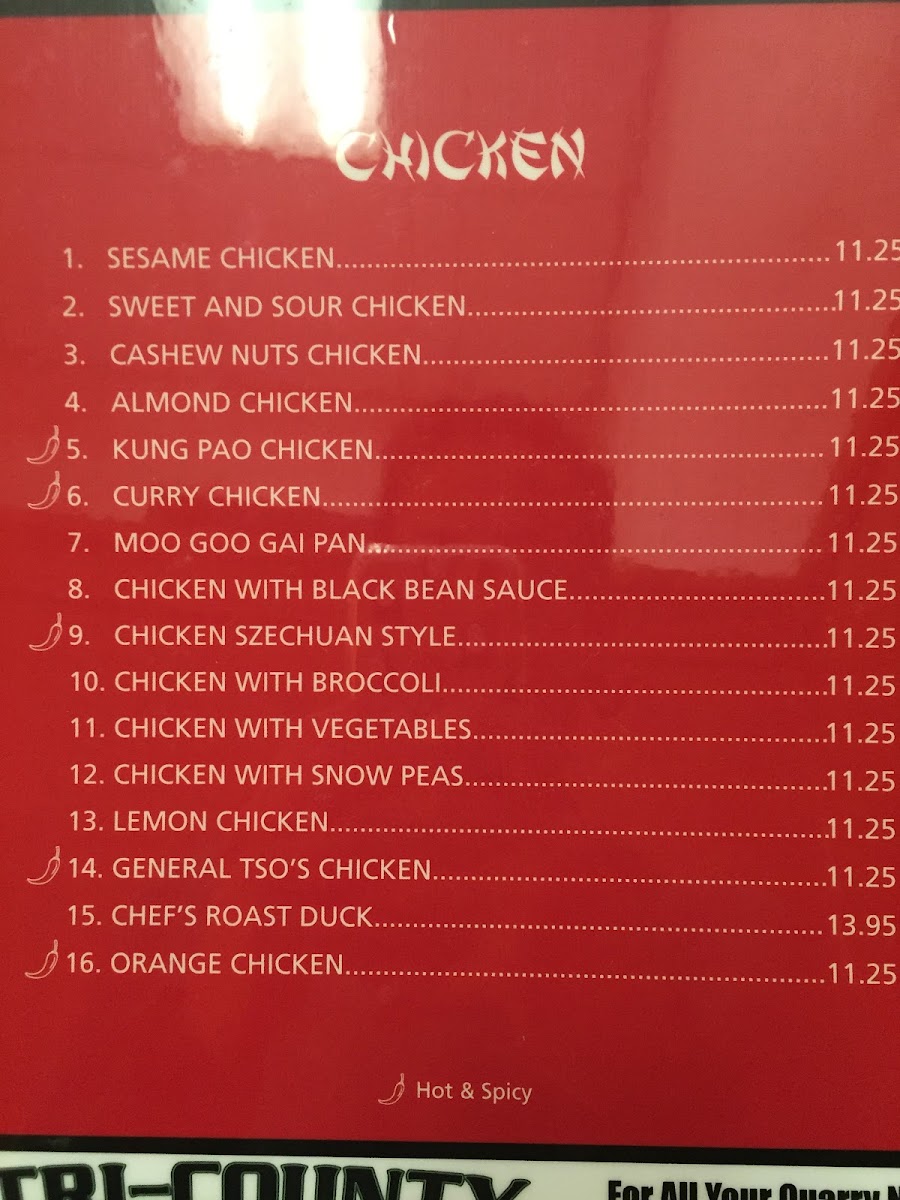 CHICKEN
1. SESAME CHICKEN........................................................11.25
2. SWEET AND SOUR CHICKEN........................................11.25
3. CASHEW NUTS CHICKEN..............................................11.25
4. ALMOND CHICKEN......................................................11.25
5. KUNG PAO CHICKEN...................................................11.25
6. CURRY CHICKEN.........................................................11.25
7. MOO GOO GAI PAN....................................................11.25
8. CHICKEN WITH BLACK BEAN SAUCE.............................11.25
9. CHICKEN SZECHUAN STYLE..........................................11.25
10. CHICKEN WITH BROCCOLI...........................................11.25
11. CHICKEN WITH VEGETABLES........................................11.25
12. CHICKEN WITH SNOW PEAS.........................................11.25
13. LEMON CHICKEN........................................................11.25
14. GENERAL TSO'S CHICKEN............................................11.25
15. CHEF'S ROAST DUCK...................................................13.95
16. ORANGE CHICKEN......................................................11.25
Hot & Spicy
TRI-COUNTY
For All Your Quarry